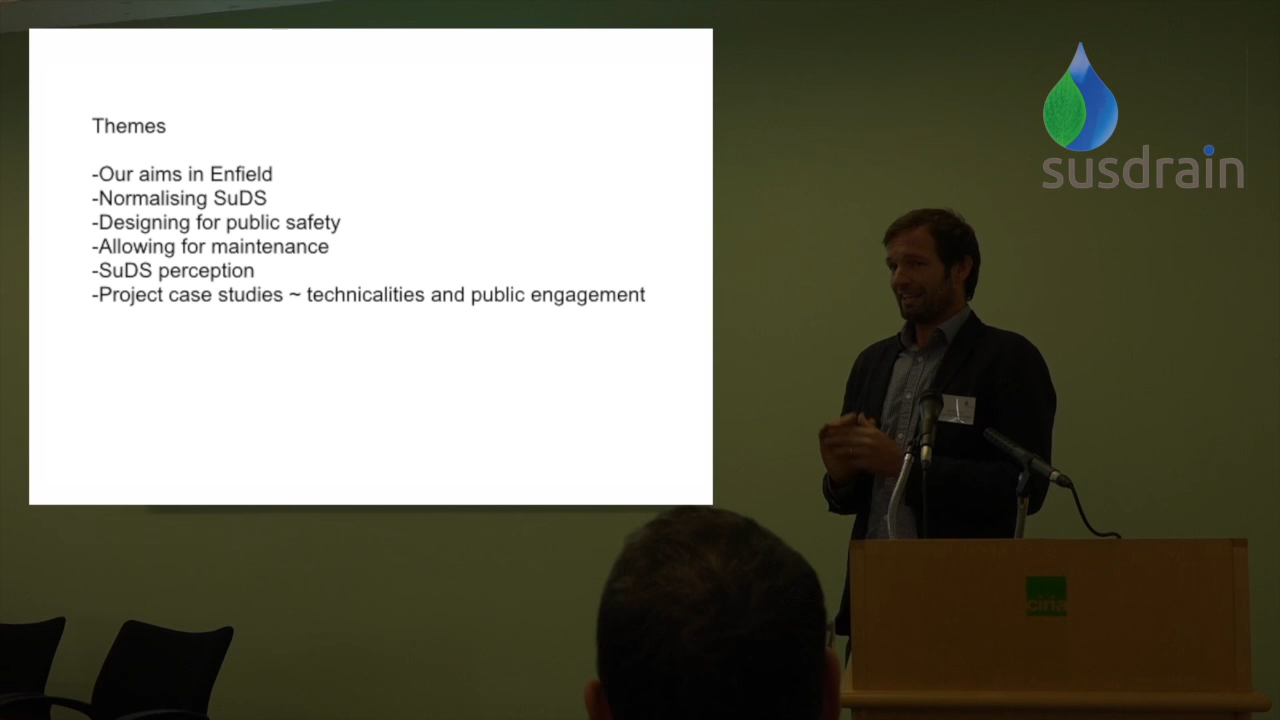 Themes
-Our aims in Enfield
-Normalising SuDS
-Designing for public safety
-Allowing for maintenance
-SuDS perception
-Project case studies ~ technicalities and public engagement
susdrain
ciria